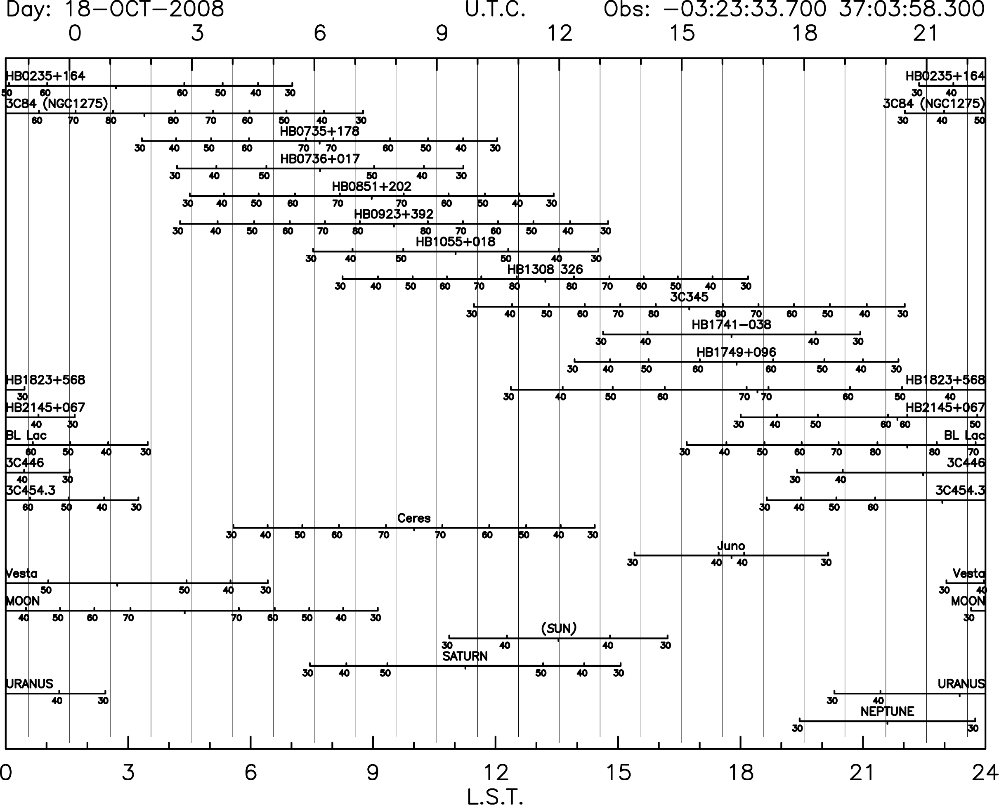 Day: 18-OCT-2008 U.T.C. Obs: -03:23:33.700 37:03:58.300
0 3 6 9 12 15 18 21
HB0235+164 HB0235+164
50 60 60 50 40 30 30 40
3C84 (NGC1275) 3C84 (NGC1275)
60 70 80 80 70 60 50 40 30 30 40 50
HB0735+178
30 40 50 60 70 70 60 50 40 30
HB0736+017
30 40 50 50 40 30
HB0851+202
30 40 50 60 70 70 60 50 40 30
HB0923+392
30 40 50 60 70 80 80 70 60 50 40 30
HB1055+018
30 40 50 50 40 30
HB1308 326
30 40 50 60 70 80 80 70 60 50 40 30
3C345
30 40 50 60 70 80 80 70 60 50 40 30
HB1741-038
30 40 40 30
HB1749+096
30 40 50 60 60 50 40 30
HB1823+568 HB1823+568
30 30 40 50 60 70 70 60 50 40
HB2145+067 HB2145+067
40 30 30 40 50 60 60 50
BL Lac BL Lac
60 50 40 30 30 40 50 60 70 80 80 70
3C446 3C446
40 30 30 40
3C454.3 3C454.3
60 50 40 30 30 40 50 60
Ceres
30 40 50 60 70 70 60 50 40 30
Juno
30 40 40 30
Vesta Vesta
50 50 40 30 30 40
MOON MOON
40 50 60 70 70 60 50 40 30 30
(SUN)
30 40 40 30
SATURN
30 40 50 50 40 30
URANUS URANUS
40 30 30 40
NEPTUNE
30 30
0 3 6 9 12 15 18 21 24
L.S.T.